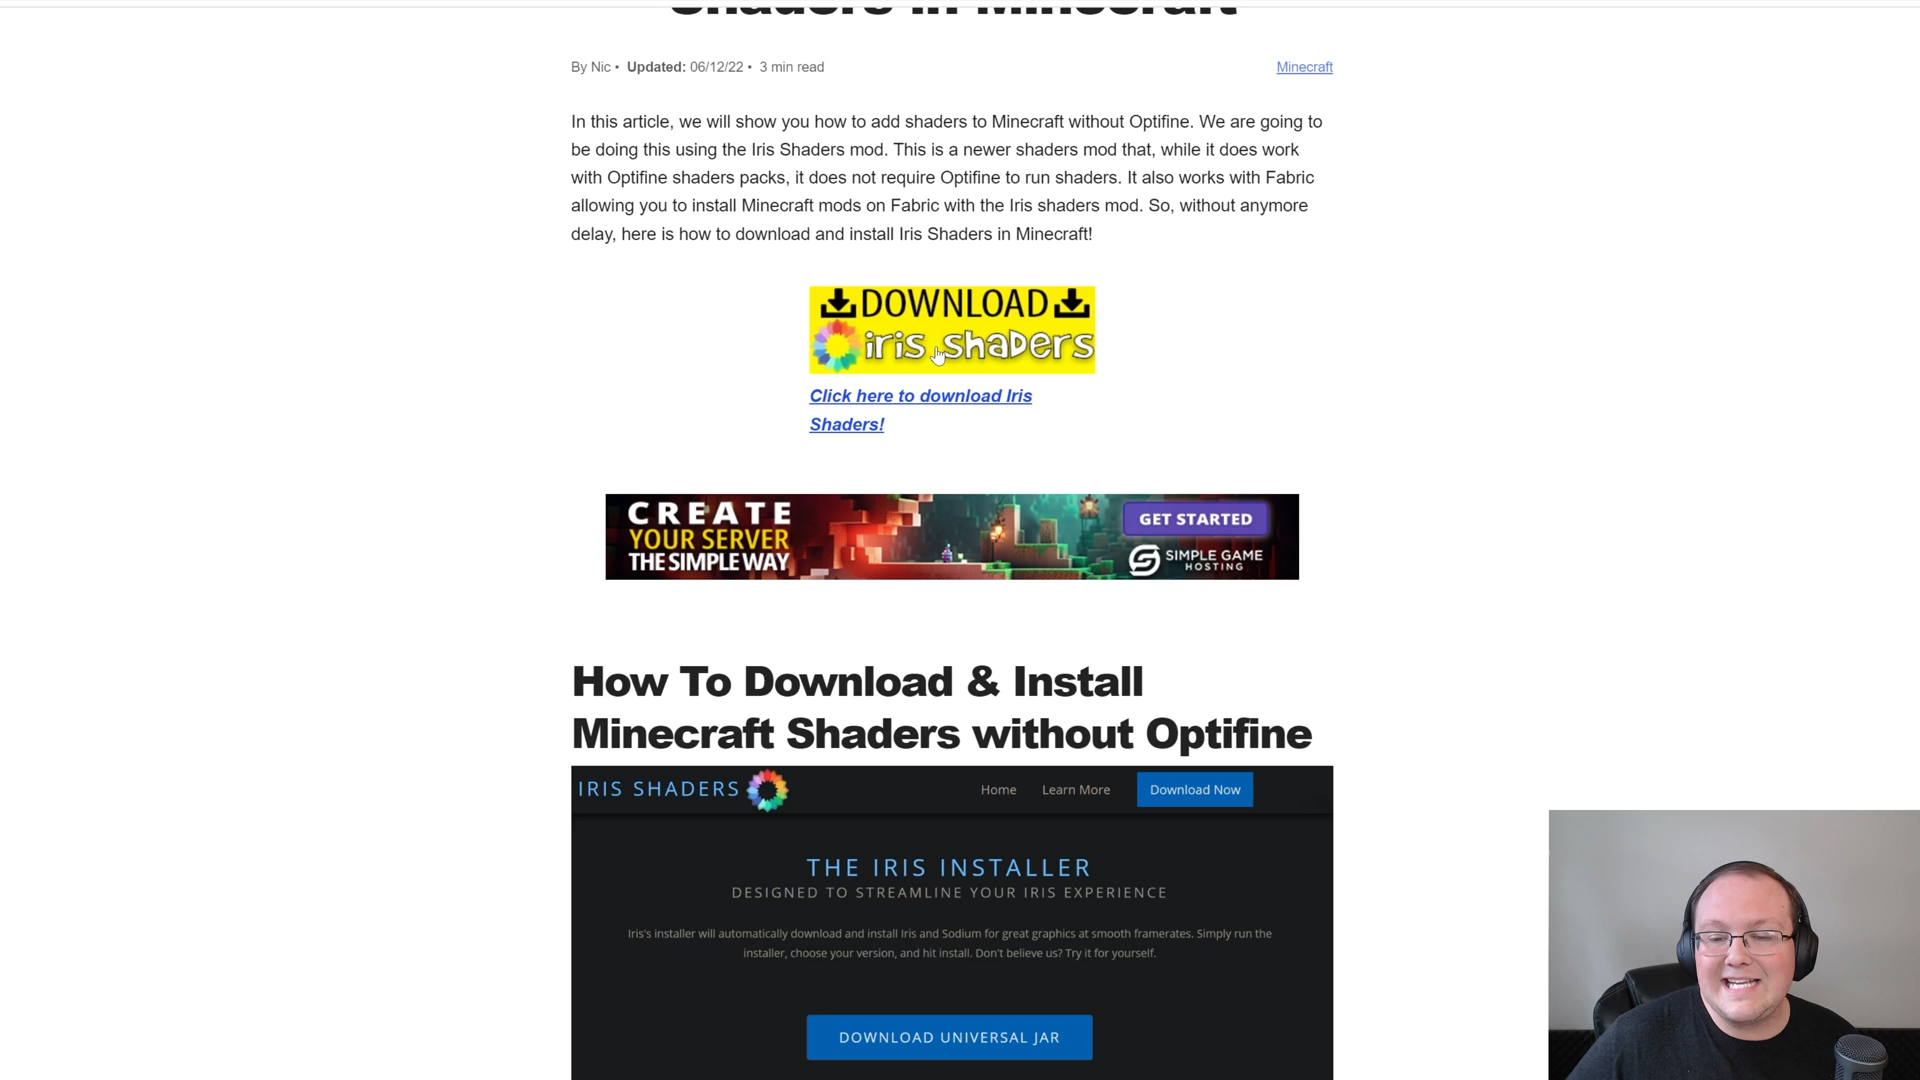 Shaders in Minecraft
By Nic • Updated: 06/12/22 • 3 min read
Minecraft
In this article, we will show you how to add shaders to Minecraft without Optifine. We are going to
be doing this using the Iris Shaders mod. This is a newer shaders mod that, while it does work
with Optifine shaders packs, it does not require Optifine to run shaders. It also works with Fabric
allowing you to install Minecraft mods on Fabric with the Iris shaders mod. So, without anymore
delay, here is how to download and install Iris Shaders in Minecraft!
DOWNLOAD
iris shaders
Click here to download Iris
Shaders!
CREATE
YOUR SERVER
THE SIMPLE WAY
GET STARTED
SIMPLE GAME
HOSTING
How To Download & Install
Minecraft Shaders without Optifine
IRIS SHADERS
Home
Learn More
Download Now
THE IRIS INSTALLER
DESIGNED TO STREAMLINE YOUR IRIS EXPERIENCE
Iris's installer will automatically download and install Iris and Sodium for great graphics at smooth framerates. Simply run the
installer, choose your version, and hit install. Don't believe us? Try it for yourself.
DOWNLOAD UNIVERSAL JAR